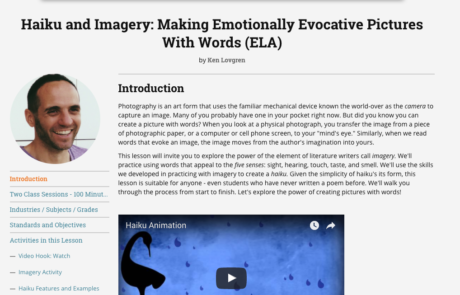 Haiku and Imagery: Making Emotionally Evocative Pictures
With Words (ELA)
by Ken Lovgren
Introduction
Photography is an art form that uses the familiar mechanical device known the world-over as the camera to
capture an image. Many of you probably have one in your pocket right now. But did you know you can
create a picture with words? When you look at a physical photograph, you transfer the image from a piece
of photographic paper, or a computer or cell phone screen, to your "mind's eye." Similarly, when we read
words that evoke an image, the image moves from the author's imagination into yours.
This lesson will invite you to explore the power of the element of literature writers call imagery. We'll
practice using words that appeal to the five senses: sight, hearing, touch, taste, and smell. We'll use the skills
we developed in practicing with imagery to create a haiku. Given the simplicity of haiku's its form, this
lesson is suitable for anyone - even students who have never written a poem before. We'll walk you
through the process from start to finish. Let's explore the power of creating pictures with words!
Introduction
Two Class Sessions - 100 Minut...
Industries / Subjects / Grades
Standards and Objectives
Activities in this Lesson
— Video Hook: Watch
— Imagery Activity
— Haiku Features and Examples
Haiku Animation